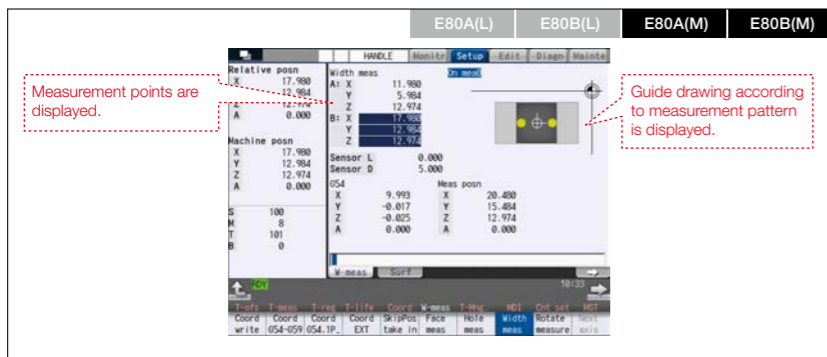 E80A(L) E80B(L) E80A(M) E80B(M)
HANDLE Monitr Setup Edit Diagn Mainte
Measurement points are
displayed.
Relative posn
X 17.980
12.984
12.974
A 0.000
Machine posn
X 17.980
Y 12.984
Z 12.974
A 0.000
S 100
M 8
T 101
B 0
Width meas On meas
A: X 11.980
Y 5.984
Z 12.974
B: X 17.980
Y 12.984
Z 12.974
Sensor L 0.000
Sensor D 5.000
G54 Meas posn
X 9.993 X 20.480
Y -0.017 Y 15.484
Z -0.025 Z 12.974
A 0.000 A 0.000
Guide drawing according
to measurement pattern
is displayed.
W-meas Surf
RDY 10:33
T-ofs T-meas T-reg T-life Coord W-meas T-Mng MDI Cnt set MST
Coord Coord Coord Coord SkipPos Face Hole Width Rotate Next
write G54-G59 G54.1P_ EXT take in meas meas meas measure axis